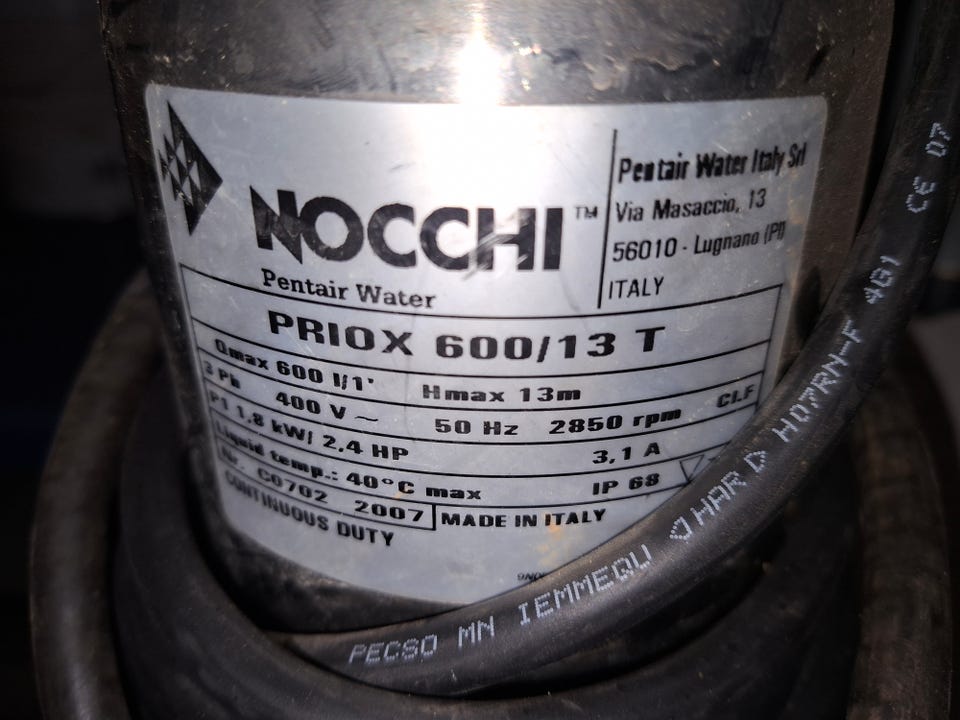 NOCCHI™
Pentair Water
Pentair Water Italy Srl
Via Masaccio, 13
56010 - Lugnano (PI)
ITALY
PRIOX 600/13 T
Qmax 600 l/1' Hmax 13m
3 Ph 400 V ~ 50 Hz 2850 rpm Cl.F
P1 1,8 kW/ 2,4 HP 3,1 A
Liquid temp.: 40°C max IP 68
Nr. C0702 2007 MADE IN ITALY
CONTINUOUS DUTY
PECSO MN IEMMEQU HAR H07RN-F 4G1
CE 07